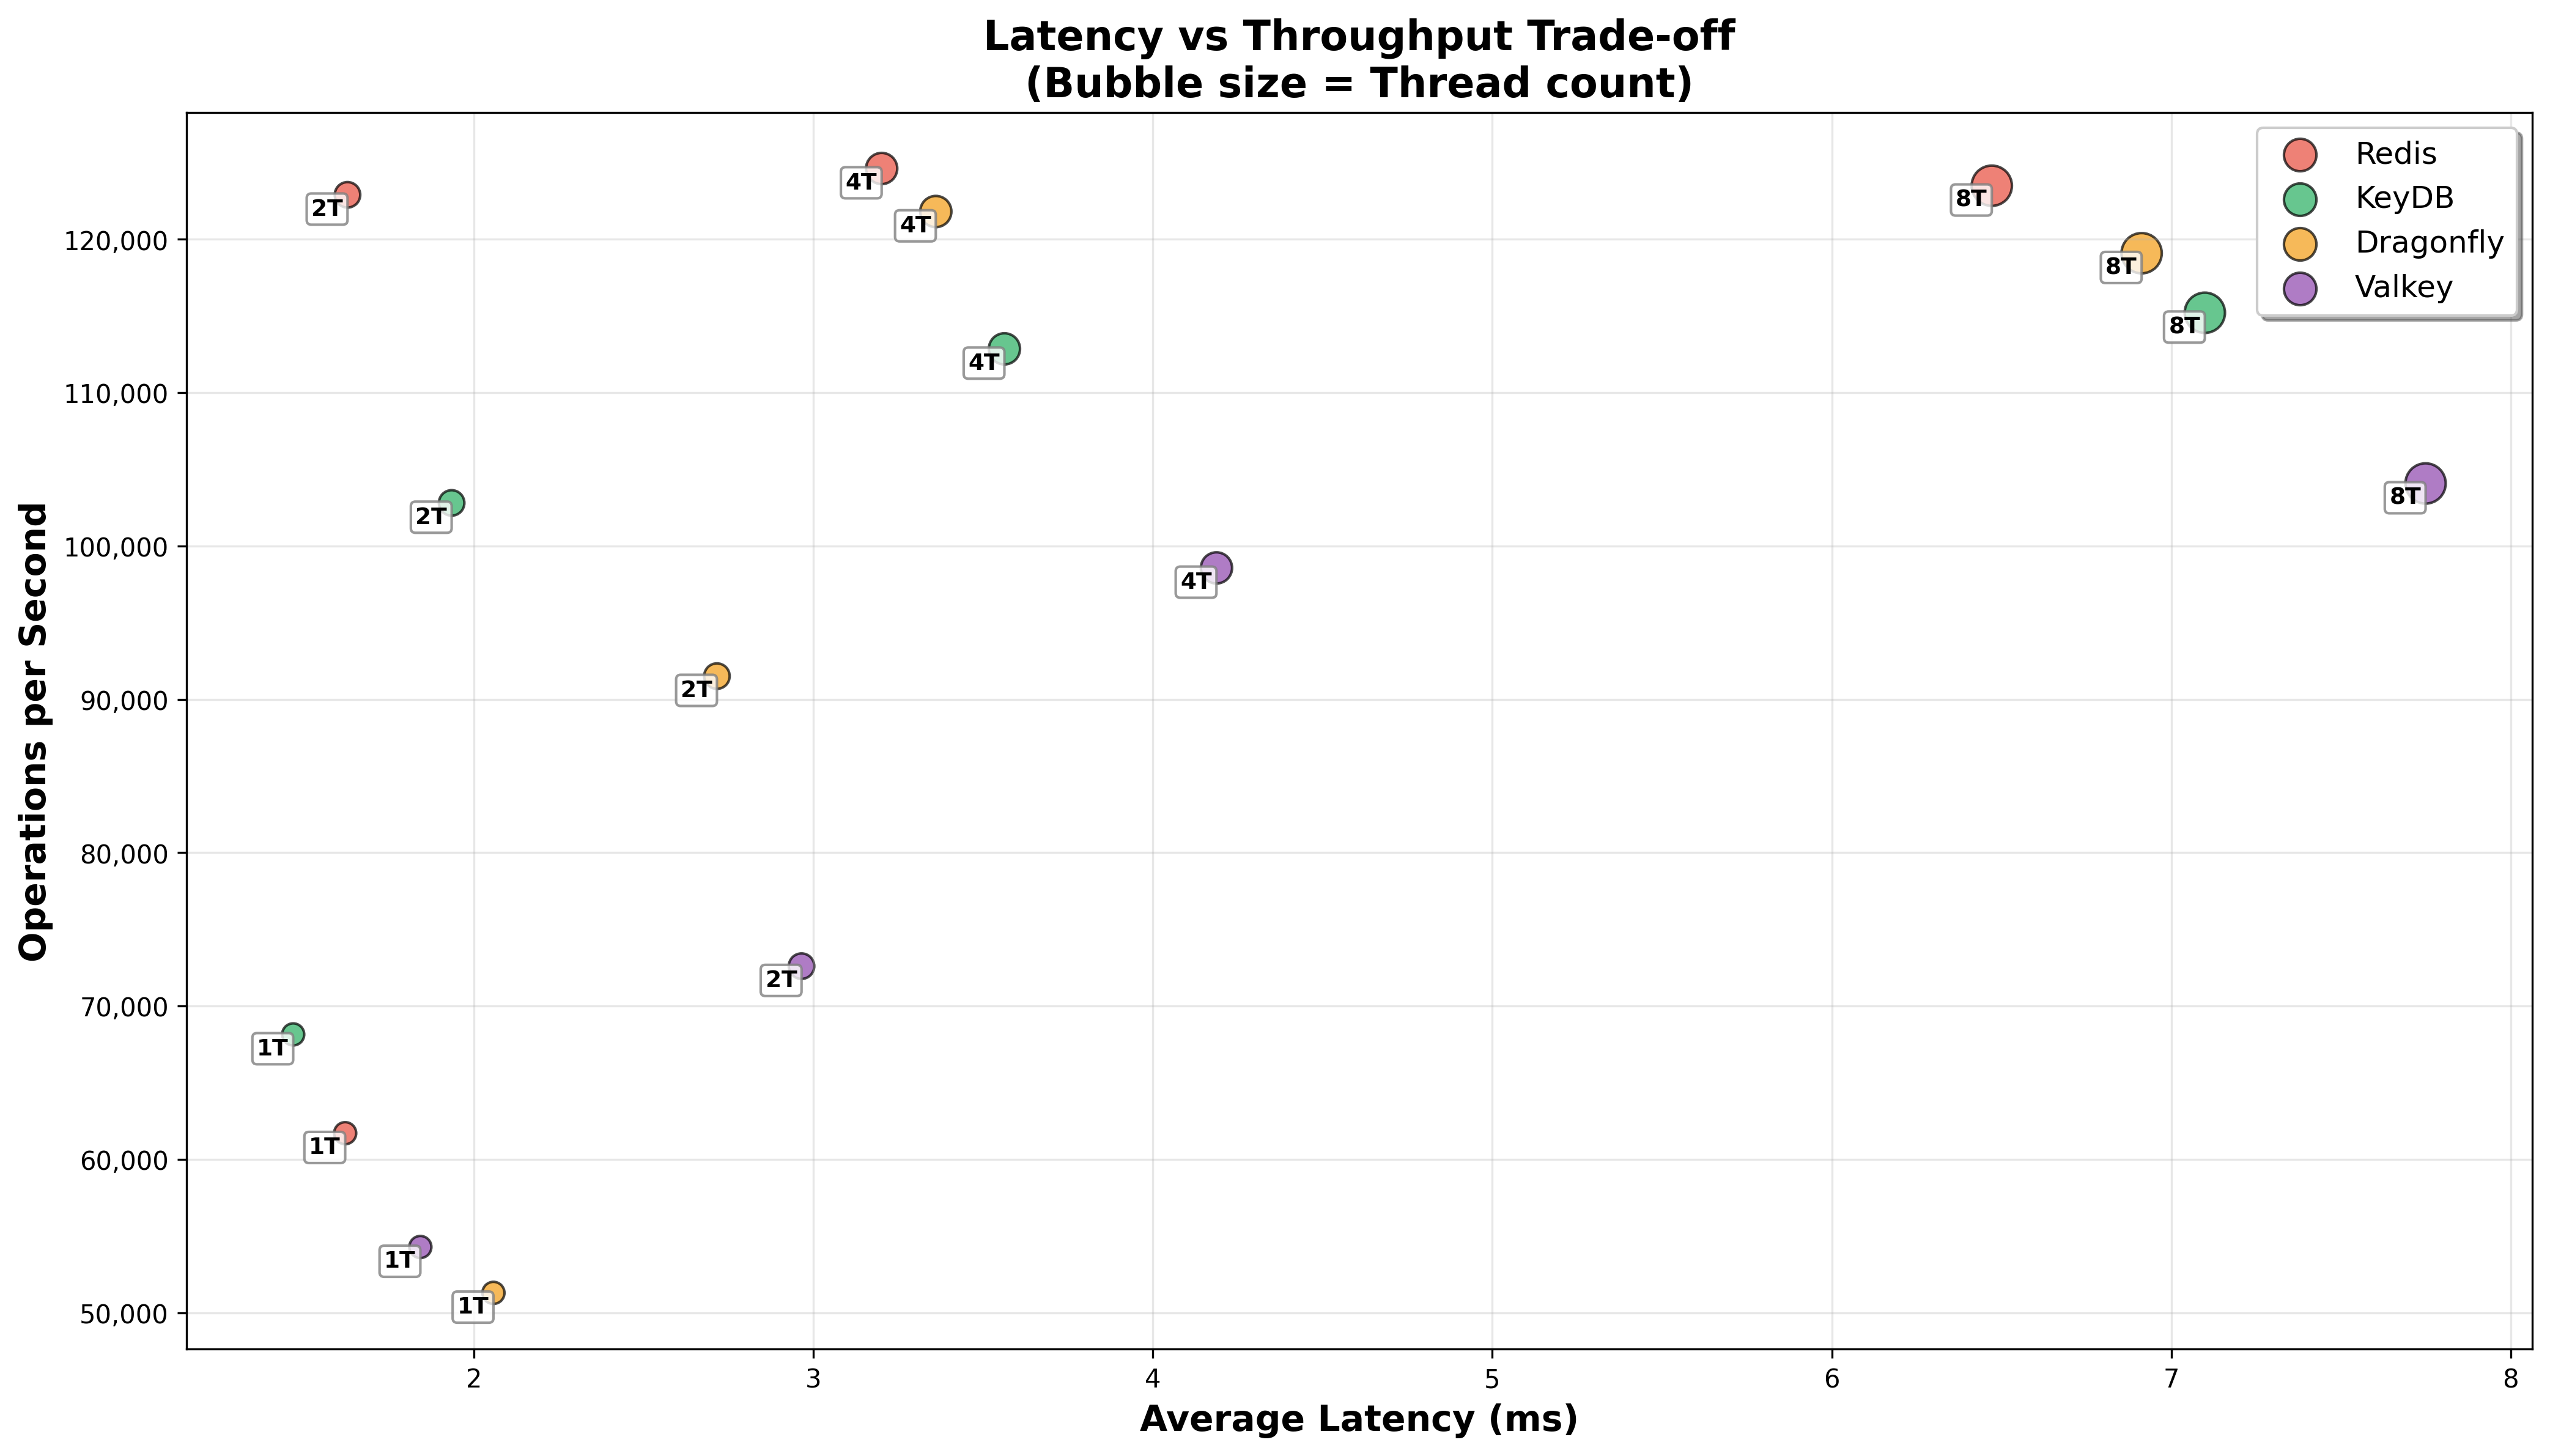 Latency vs Throughput Trade-off
(Bubble size = Thread count)
Operations per Second
120,000
110,000
100,000
90,000
80,000
70,000
60,000
50,000
2T
4T
4T
8T
8T
8T
4T
2T
8T
4T
2T
2T
1T
1T
1T
1T
Redis
KeyDB
Dragonfly
Valkey
2
3
4
5
6
7
8
Average Latency (ms)